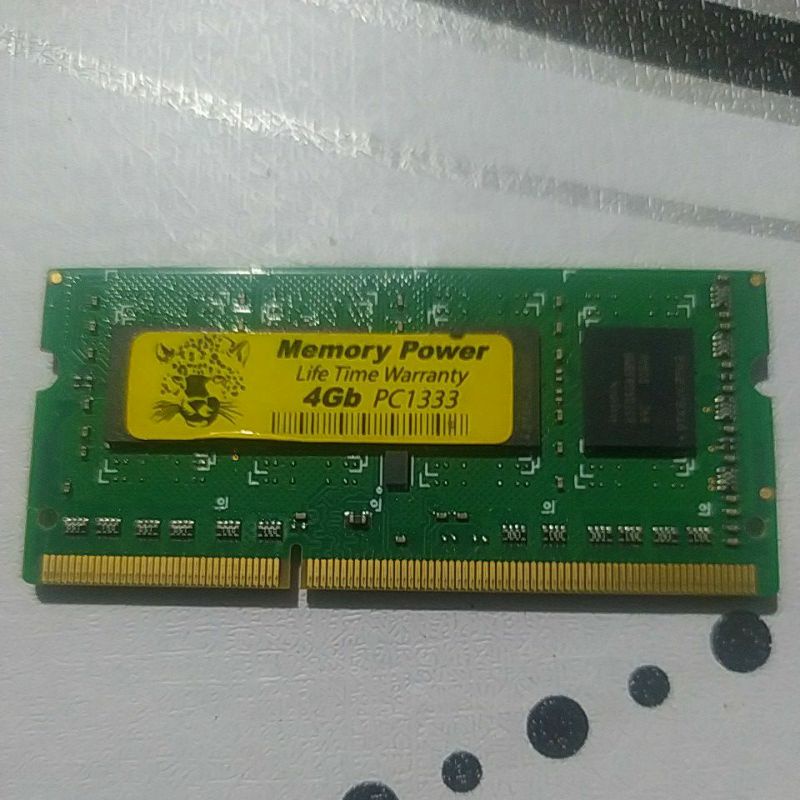 Memory Power
Life Time Warranty
4Gb PC1333